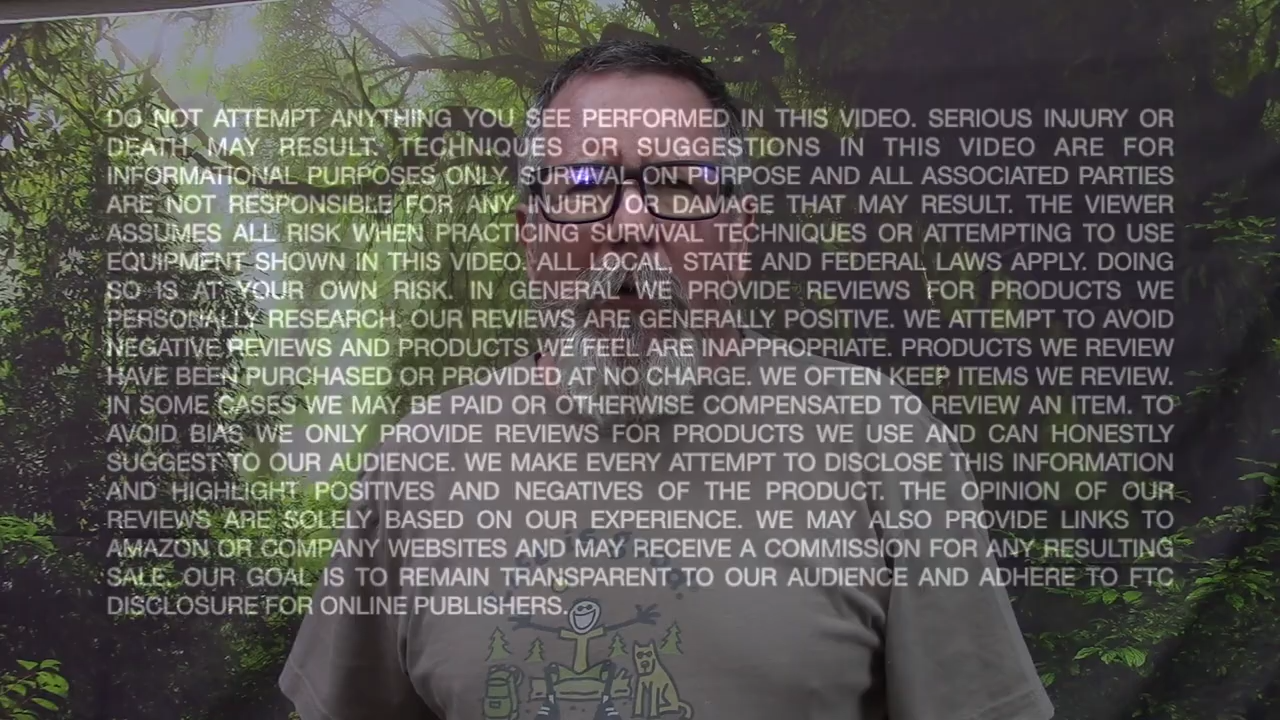 DO NOT ATTEMPT ANYTHING YOU SEE PERFORMED IN THIS VIDEO. SERIOUS INJURY OR
DEATH MAY RESULT. TECHNIQUES OR SUGGESTIONS IN THIS VIDEO ARE FOR
INFORMATIONAL PURPOSES ONLY. SURVIVAL ON PURPOSE AND ALL ASSOCIATED PARTIES
ARE NOT RESPONSIBLE FOR ANY INJURY OR DAMAGE THAT MAY RESULT. THE VIEWER
ASSUMES ALL RISK WHEN PRACTICING SURVIVAL TECHNIQUES OR ATTEMPTING TO USE
EQUIPMENT SHOWN IN THIS VIDEO. ALL LOCAL STATE AND FEDERAL LAWS APPLY. DOING
SO IS AT YOUR OWN RISK. IN GENERAL WE PROVIDE REVIEWS FOR PRODUCTS WE
PERSONALLY RESEARCH. OUR REVIEWS ARE GENERALLY POSITIVE. WE ATTEMPT TO AVOID
NEGATIVE REVIEWS AND PRODUCTS WE FEEL ARE INAPPROPRIATE. PRODUCTS WE REVIEW
HAVE BEEN PURCHASED OR PROVIDED AT NO CHARGE. WE OFTEN KEEP ITEMS WE REVIEW.
IN SOME CASES WE MAY BE PAID OR OTHERWISE COMPENSATED TO REVIEW AN ITEM. TO
AVOID BIAS WE ONLY PROVIDE REVIEWS FOR PRODUCTS WE USE AND CAN HONESTLY
SUGGEST TO OUR AUDIENCE. WE MAKE EVERY ATTEMPT TO DISCLOSE THIS INFORMATION
AND HIGHLIGHT POSITIVES AND NEGATIVES OF THE PRODUCT. THE OPINION OF OUR
REVIEWS ARE SOLELY BASED ON OUR EXPERIENCE. WE MAY ALSO PROVIDE LINKS TO
AMAZON OR COMPANY WEBSITES AND MAY RECEIVE A COMMISSION FOR ANY RESULTING
SALE. OUR GOAL IS TO REMAIN TRANSPARENT TO OUR AUDIENCE AND ADHERE TO FTC
DISCLOSURE FOR ONLINE PUBLISHERS.